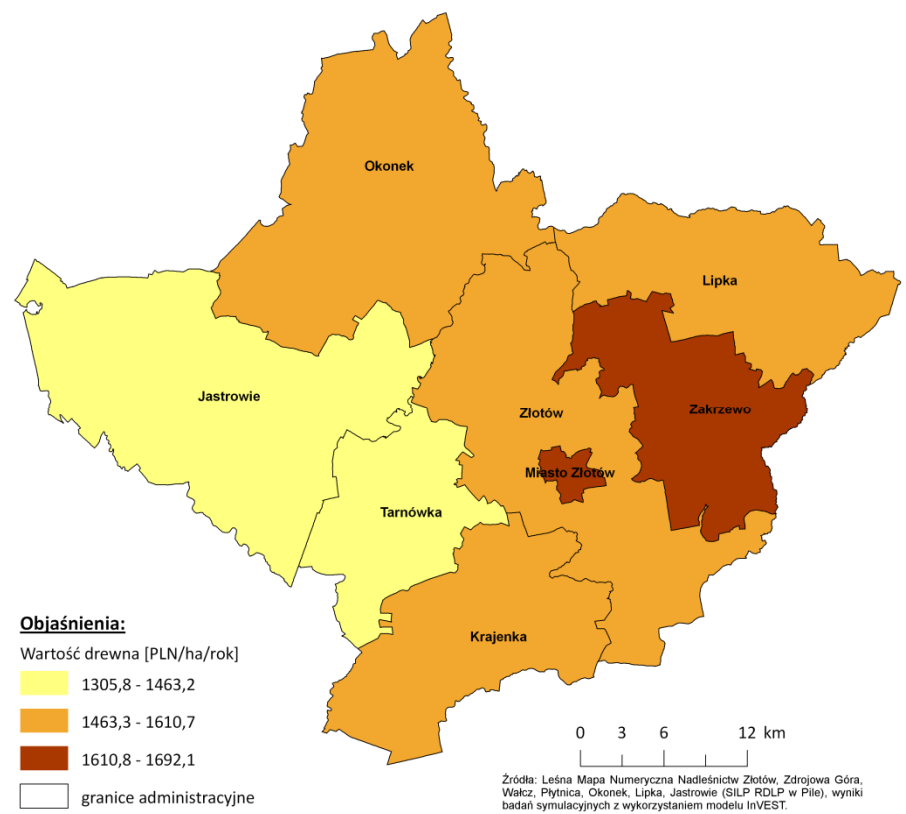 Okonek
Lipka
Jastrowie
Złotów
Zakrzewo
Miasto Złotów
Tarnówka
Krajenka
Objaśnienia:
Wartość drewna [PLN/ha/rok]
1305,8 - 1463,2
1463,3 - 1610,7
1610,8 - 1692,1
granice administracyjne
0 3 6 12 km
Źródła: Leśna Mapa Numeryczna Nadleśnictw Złotów, Zdrojowa Góra,
Wałcz, Płytnica, Okonek, Lipka, Jastrowie (SILP RDLP w Pile), wyniki
badań symulacyjnych z wykorzystaniem modelu InVEST.